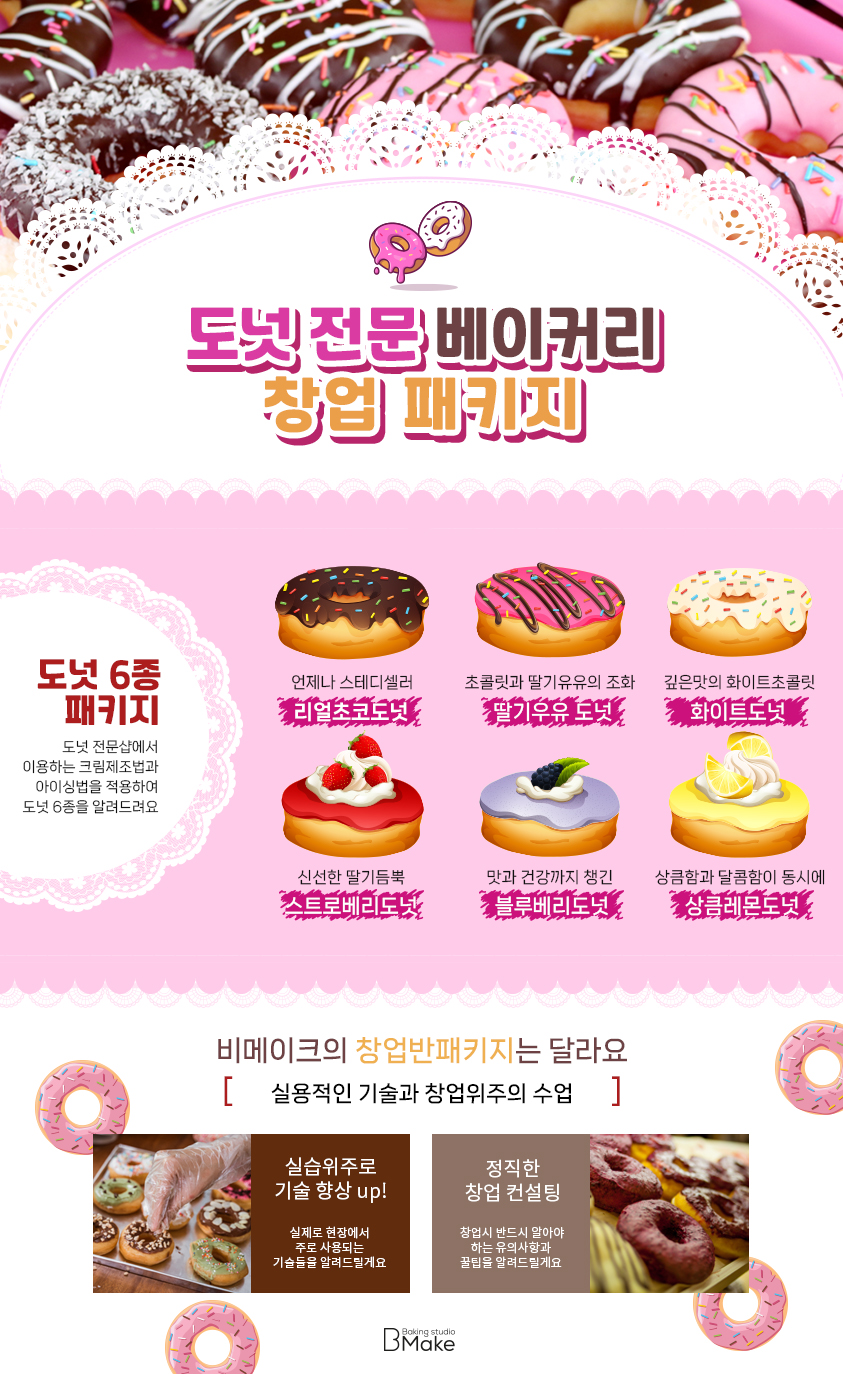 도넛 전문 베이커리
창업 패키지
도넛 6종
패키지
도넛 전문샵에서
이용하는 크림제조법과
아이싱법을 적용하여
도넛 6종을 알려드려요
언제나 스테디셀러
리얼초코도넛
초콜릿과 딸기유유의 조화
딸기우유 도넛
깊은맛의 화이트초콜릿
화이트도넛
신선한 딸기듬뿍
스트로베리도넛
맛과 건강까지 챙긴
블루베리도넛
상큼함과 달콤함이 동시에
상큼레몬도넛
비메이크의 창업반패키지는 달라요
[ 실용적인 기술과 창업위주의 수업 ]
실습위주로
기술 향상 up!
실제로 현장에서
주로 사용되는
기술들을 알려드릴게요
정직한
창업 컨설팅
창업시 반드시 알아야
하는 유의사항과
꿀팁을 알려드릴게요
Baking studio
BMake